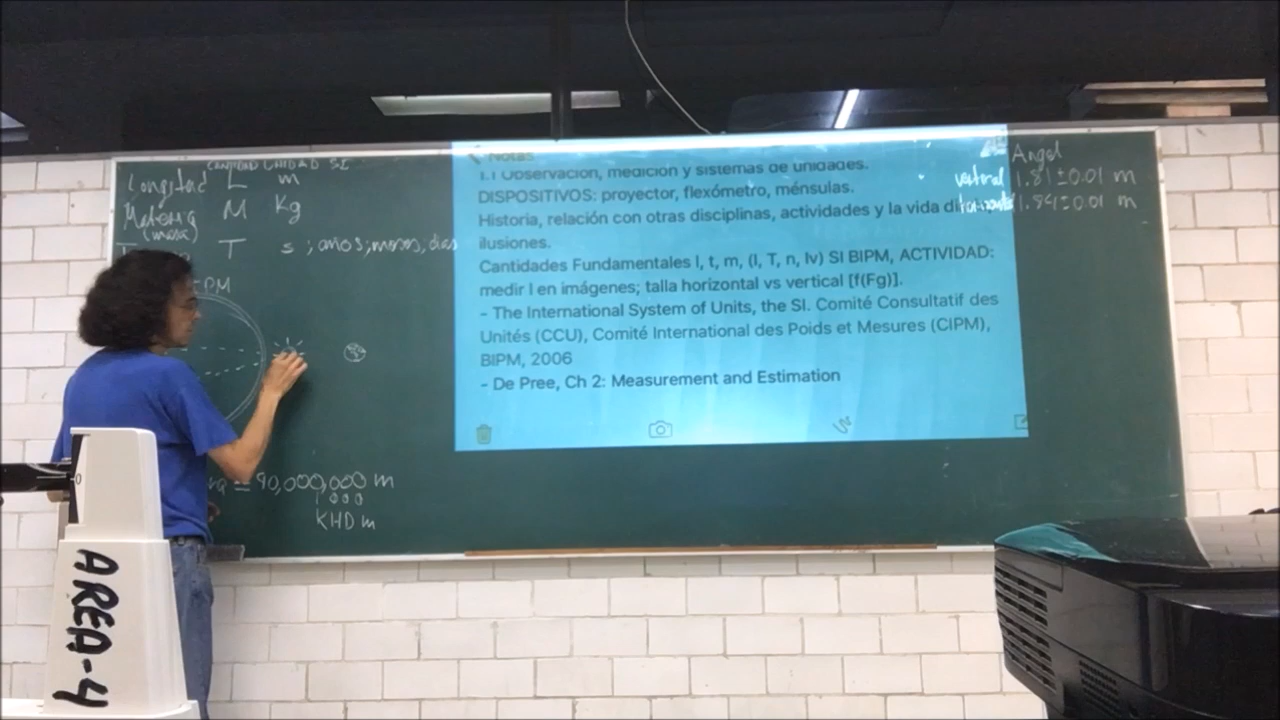 CANTIDAD UNIDAD SI
Longitud L m
Materia M Kg
(masa)
T s ; años, meses, días
= 90,000,000 m
KHD m
Notas
1.1 Observación, medición y sistemas de unidades.
DISPOSITIVOS: proyector, flexómetro, ménsulas.
Historia, relación con otras disciplinas, actividades y la vida
ilusiones.
Cantidades Fundamentales l, t, m, (I, T, n, Iv) SI BIPM, ACTIVIDAD:
medir l en imágenes; talla horizontal vs vertical [f(Fg)].
- The International System of Units, the SI. Comité Consultatif des
Unités (CCU), Comité International des Poids et Mesures (CIPM),
BIPM, 2006
- De Pree, Ch 2: Measurement and Estimation
Angel
vertical 1.81±0.01 m
±0.01 m
AREA-4